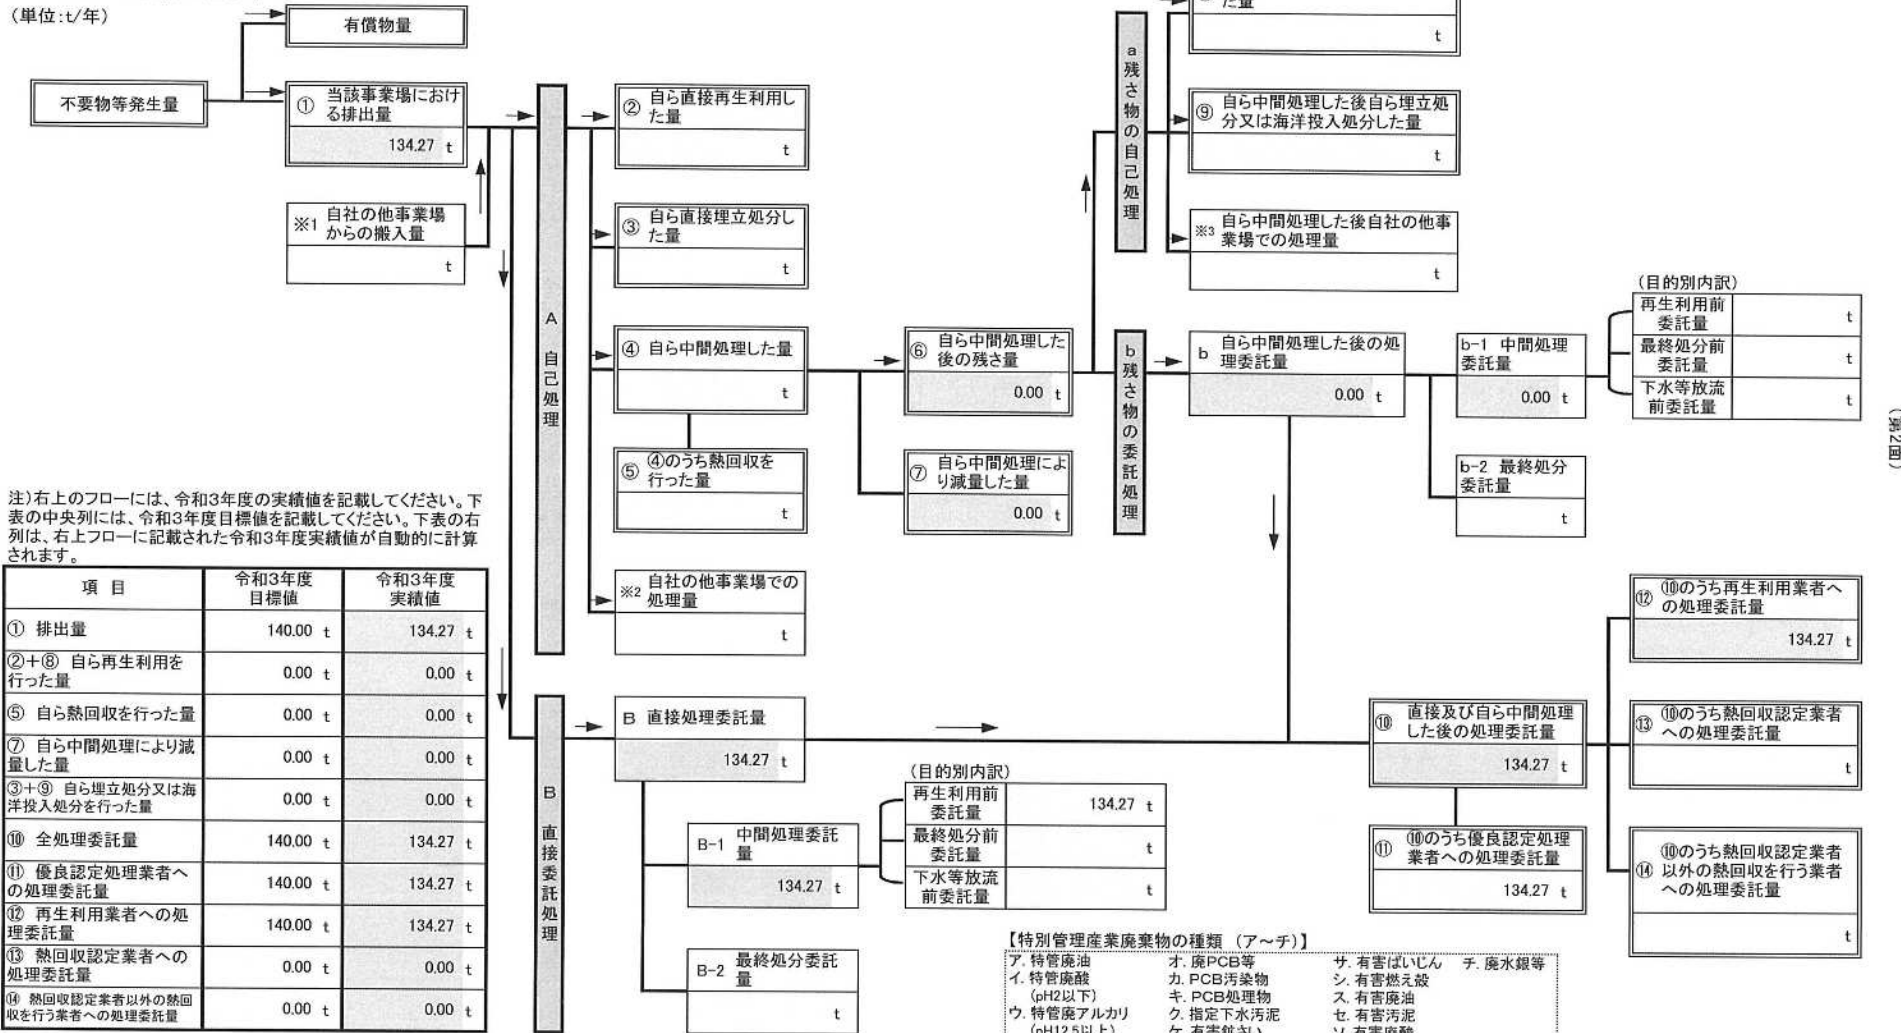 (単位:t/年)
有償物量
不要物等発生量
① 当該事業場におけ
る排出量
134.27 t
※1 自社の他事業場
からの搬入量
t
A 自己処理
② 自ら直接再生利用し
た量
t
③ 自ら直接埋立処分し
た量
t
④ 自ら中間処理した量
t
⑤ ④のうち熱回収を
行った量
t
※2 自社の他事業場での
処理量
t
⑥ 自ら中間処理した
後の残さ量
0.00 t
⑦ 自ら中間処理によ
り減量した量
0.00 t
a 残さ物の自己処理
た量
t
⑨ 自ら中間処理した後自ら埋立処
分又は海洋投入処分した量
t
※3 自ら中間処理した後自社の他事
業場での処理量
t
b 残さ物の委託処理
b 自ら中間処理した後の処
理委託量
0.00 t
b-1 中間処理
委託量
0.00 t
(目的別内訳)
再生利用前
委託量
t
最終処分前
委託量
t
下水等放流
前委託量
t
b-2 最終処分
委託量
t
(第2面)
注)右上のフローには、令和3年度の実績値を記載してください。下
表の中央列には、令和3年度目標値を記載してください。下表の右
列は、右上フローに記載された令和3年度実績値が自動的に計算
されます。
項 目 令和3年度 目標値 令和3年度 実績値
① 排出量 140.00 t 134.27 t
②+⑧ 自ら再生利用を
行った量 0.00 t 0.00 t
⑤ 自ら熱回収を行った量 0.00 t 0.00 t
⑦ 自ら中間処理により減
量した量 0.00 t 0.00 t
③+⑨ 自ら埋立処分又は海
洋投入処分を行った量 0.00 t 0.00 t
⑩ 全処理委託量 140.00 t 134.27 t
⑪ 優良認定処理業者へ
の処理委託量 140.00 t 134.27 t
⑫ 再生利用業者への処
理委託量 140.00 t 134.27 t
⑬ 熱回収認定業者への
処理委託量 0.00 t 0.00 t
⑭ 熱回収認定業者以外の熱回
収を行う業者への処理委託量 0.00 t 0.00 t
B 直接委託処理
B 直接処理委託量
134.27 t
B-1 中間処理委託
量
134.27 t
(目的別内訳)
再生利用前
委託量
134.27 t
最終処分前
委託量
t
下水等放流
前委託量
t
B-2 最終処分委託
量
t
⑩ 直接及び自ら中間処理
した後の処理委託量
134.27 t
⑪ ⑩のうち優良認定処理
業者への処理委託量
134.27 t
⑫ ⑩のうち再生利用業者へ
の処理委託量
134.27 t
⑬ ⑩のうち熱回収認定業者
への処理委託量
t
⑭ ⑩のうち熱回収認定業者
以外の熱回収を行う業者
への処理委託量
t
【特別管理産業廃棄物の種類 (ア~チ)】
ア. 特管廃油 オ. 廃PCB等 サ. 有害ばいじん チ. 廃水銀等
イ. 特管廃酸 カ. PCB汚染物 シ. 有害燃え殻
(pH2以下) キ. PCB処理物 ス. 有害廃油
ウ. 特管廃アルカリ ク. 指定下水汚泥 セ. 有害汚泥
(pH12.5以上) ケ. 有害鉱さい ソ. 有害廃酸